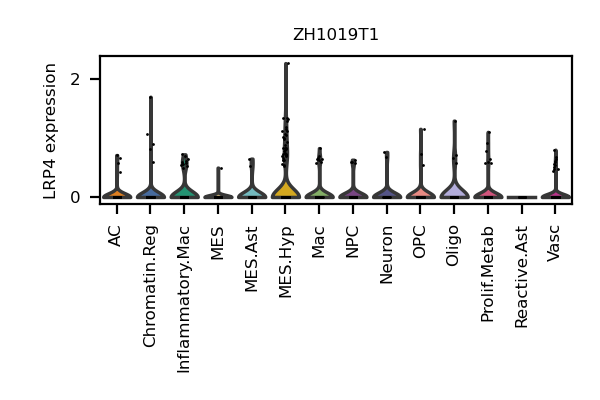 ZH1019T1
LRP4 expression
2
0
AC
Chromatin.Reg
Inflammatory.Mac
MES
MES.Ast
MES.Hyp
Mac
NPC
Neuron
OPC
Oligo
Prolif.Metab
Reactive.Ast
Vasc